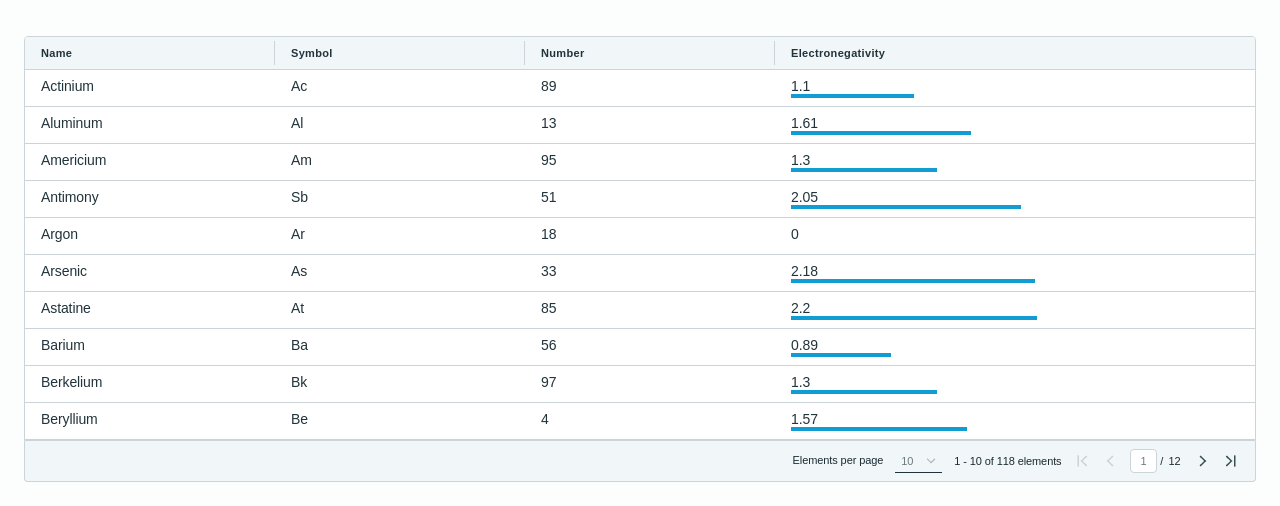 Name Symbol Number Electronegativity
Actinium Ac 89 1.1
Aluminum Al 13 1.61
Americium Am 95 1.3
Antimony Sb 51 2.05
Argon Ar 18 0
Arsenic As 33 2.18
Astatine At 85 2.2
Barium Ba 56 0.89
Berkelium Bk 97 1.3
Beryllium Be 4 1.57
Elements per page 10 1 - 10 of 118 elements 1 / 12